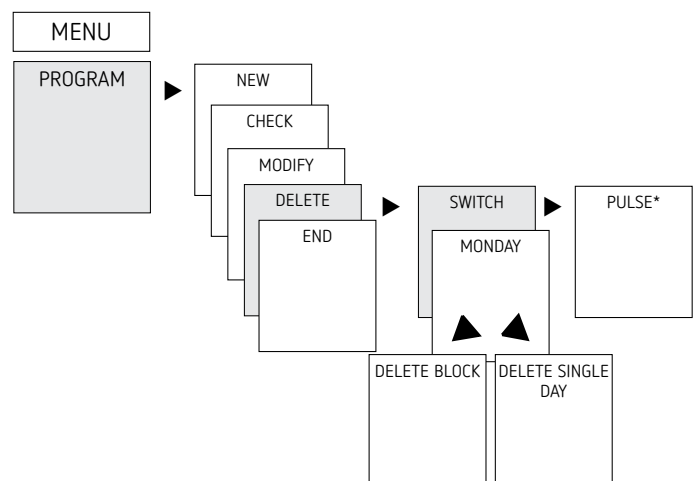 MENU
PROGRAM
NEW
CHECK
MODIFY
DELETE
END
SWITCH
MONDAY
PULSE*
DELETE BLOCK
DELETE SINGLE
DAY